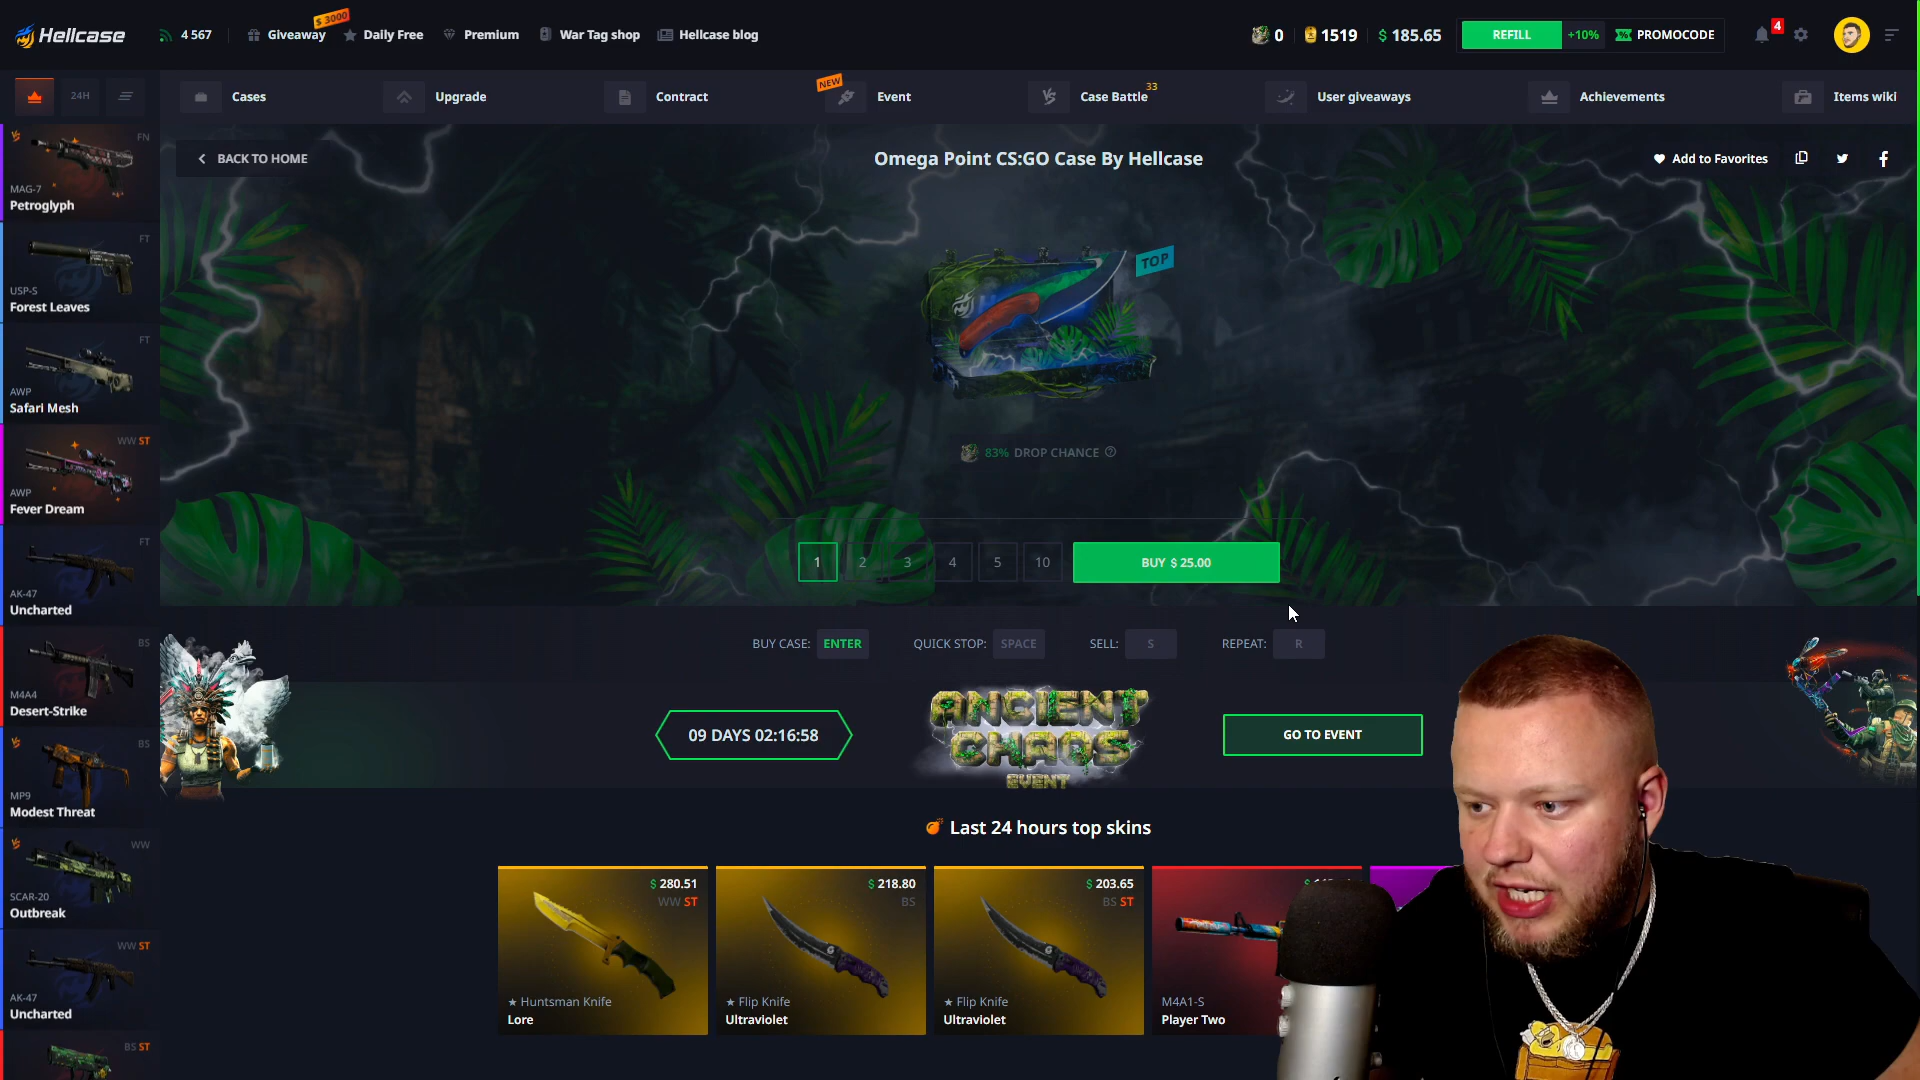 Hellcase
4 567
Giveaway
$ 3000
Daily Free
Premium
War Tag shop
Hellcase blog
0
1519
$ 185.65
REFILL
+10%
PROMOCODE
4
24H
Cases
Upgrade
Contract
NEW
Event
Case Battle
33
User giveaways
Achievements
Items wiki
BACK TO HOME
Omega Point CS:GO Case By Hellcase
Add to Favorites
TOP
83% DROP CHANCE
1
2
3
4
5
10
BUY $ 25.00
BUY CASE: ENTER
QUICK STOP: SPACE
SELL: S
REPEAT: R
09 DAYS 02:16:58
ANCIENT
CHAOS
EVENT
GO TO EVENT
Last 24 hours top skins
$ 280.51
WW ST
★ Huntsman Knife
Lore
$ 218.80
BS
★ Flip Knife
Ultraviolet
$ 203.65
BS ST
★ Flip Knife
Ultraviolet
M4A1-S
Player Two
FN
MAG-7
Petroglyph
FT
USP-S
Forest Leaves
FT
AWP
Safari Mesh
WW ST
AWP
Fever Dream
FT
AK-47
Uncharted
BS
M4A4
Desert-Strike
BS
MP9
Modest Threat
WW
SCAR-20
Outbreak
WW ST
AK-47
Uncharted
BS ST